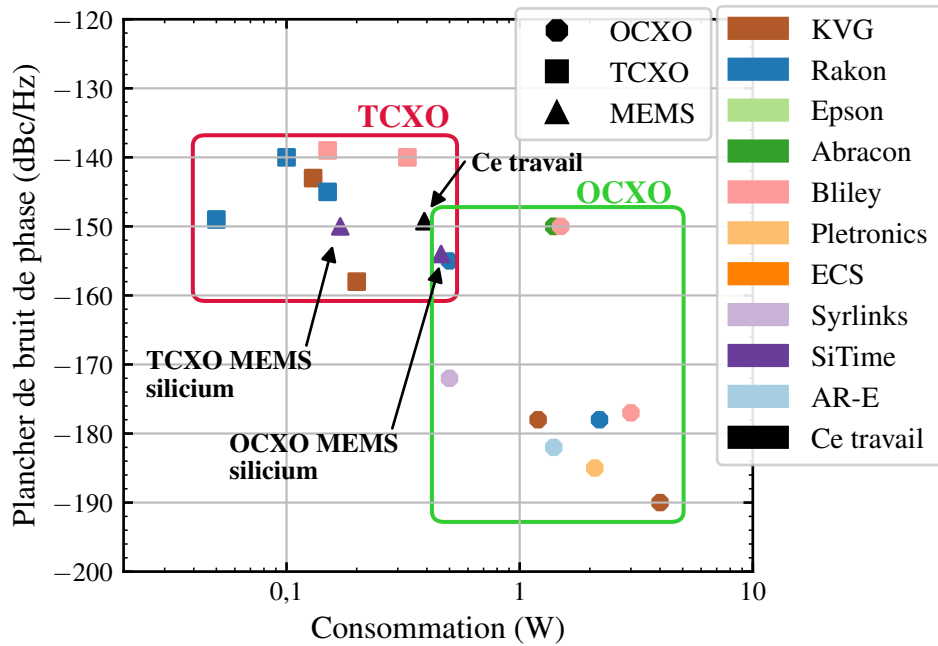 −120
−130
−140
−150
−160
−170
−180
−190
−200
Plancher de bruit de phase (dBc/Hz)
0,1
1
10
Consommation (W)
OCXO
TCXO
MEMS
KVG
Rakon
Epson
Abracon
Bliley
Pletronics
ECS
Syrlinks
SiTime
AR-E
Ce travail
TCXO
Ce travail
OCXO
TCXO MEMS
silicium
OCXO MEMS
silicium